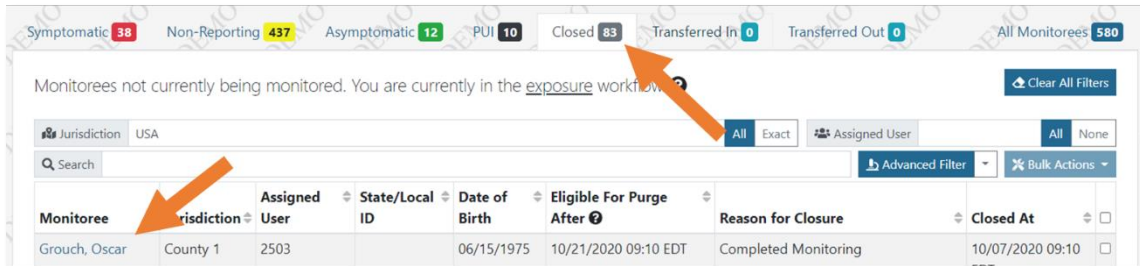 Symptomatic 38 Non-Reporting 437 Asymptomatic 12 PUI 10 Closed 83 Transferred In 0 Transferred Out 0 All Monitorees 580
Monitorees not currently being monitored. You are currently in the exposure workflow.
Clear All Filters
Jurisdiction USA All Exact Assigned User All None
Search Advanced Filter Bulk Actions
Monitoree Jurisdiction Assigned User State/Local ID Date of Birth Eligible For Purge After Reason for Closure Closed At
Grouch, Oscar County 1 2503 06/15/1975 10/21/2020 09:10 EDT Completed Monitoring 10/07/2020 09:10
DEMO